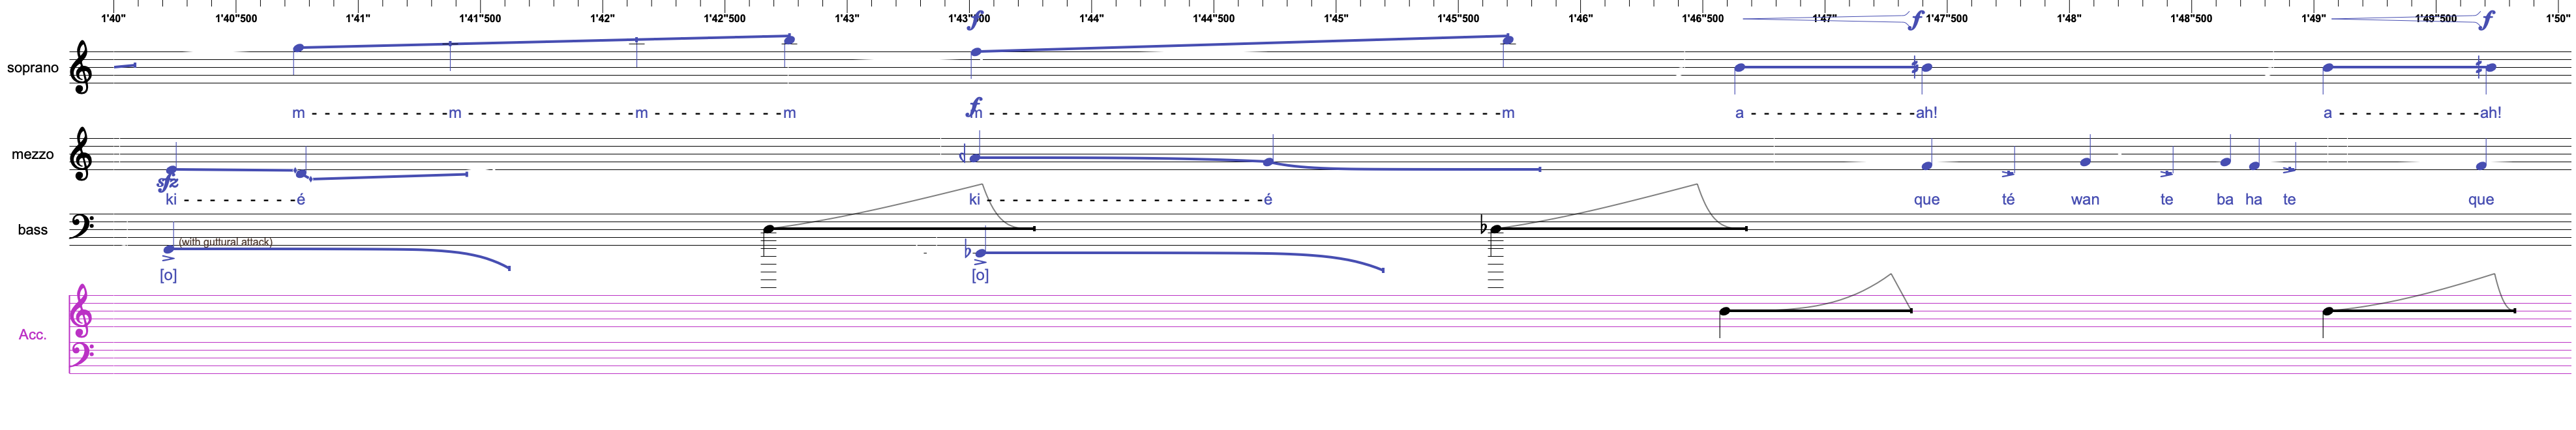 1'40" 1'40"500 1'41" 1'41"500 1'42" 1'42"500 1'43" 1'43"500 1'44" 1'44"500 1'45" 1'45"500 1'46" 1'46"500 1'47" 1'47"500 1'48" 1'48"500 1'49" 1'49"500 1'50"
f f f
soprano
m - - - - - - - - - - - -m- - - - - - - - - - - - - - -m - - - - - - - - - - - -m f m - - - - - - - - - - - - - - - - - - - - - - - - - - - - - - - - - - - - - - -m a - - - - - - - - - - - -ah! a - - - - - - - - - -ah!
mezzo
sfz
ki - - - - - - - - -é ki - - - - - - - - - - - - - - - - - - - - -é que té wan te ba ha te que
bass
(with guttural attack)
[o] [o]
Acc.